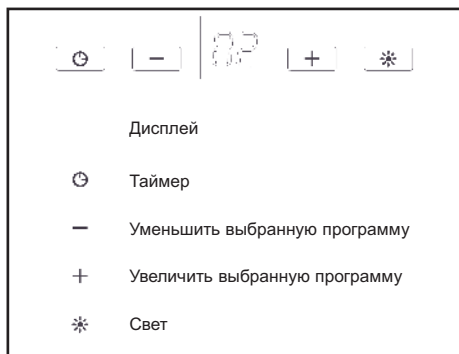 Дисплей
Таймер
− Уменьшить выбранную программу
+ Увеличить выбранную программу
Свет